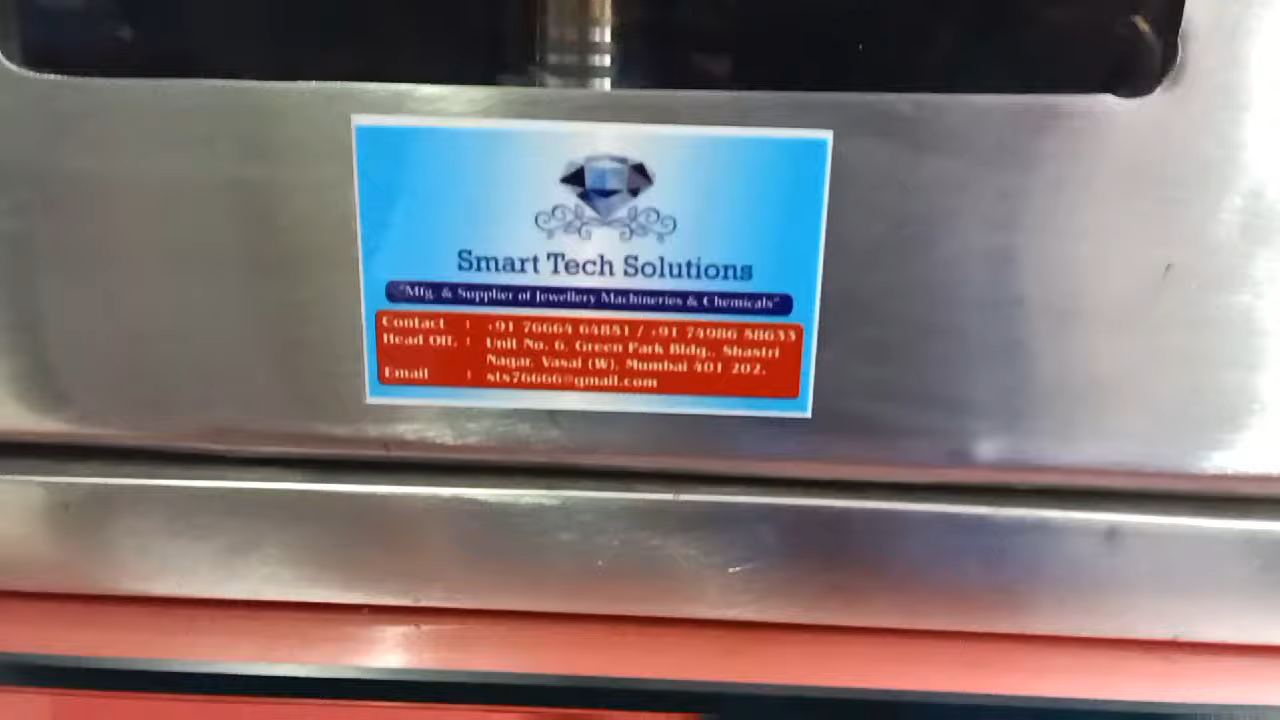 Smart Tech Solutions
"Mfg. & Supplier of Jewellery Machineries & Chemicals"
Contact : +91 76664 64851 / +91 74986 58633
Head Off. : Unit No. 6, Green Park Bldg., Shastri
Nagar, Vasai (W), Mumbai 401 202.
Email : sts76666@gmail.com